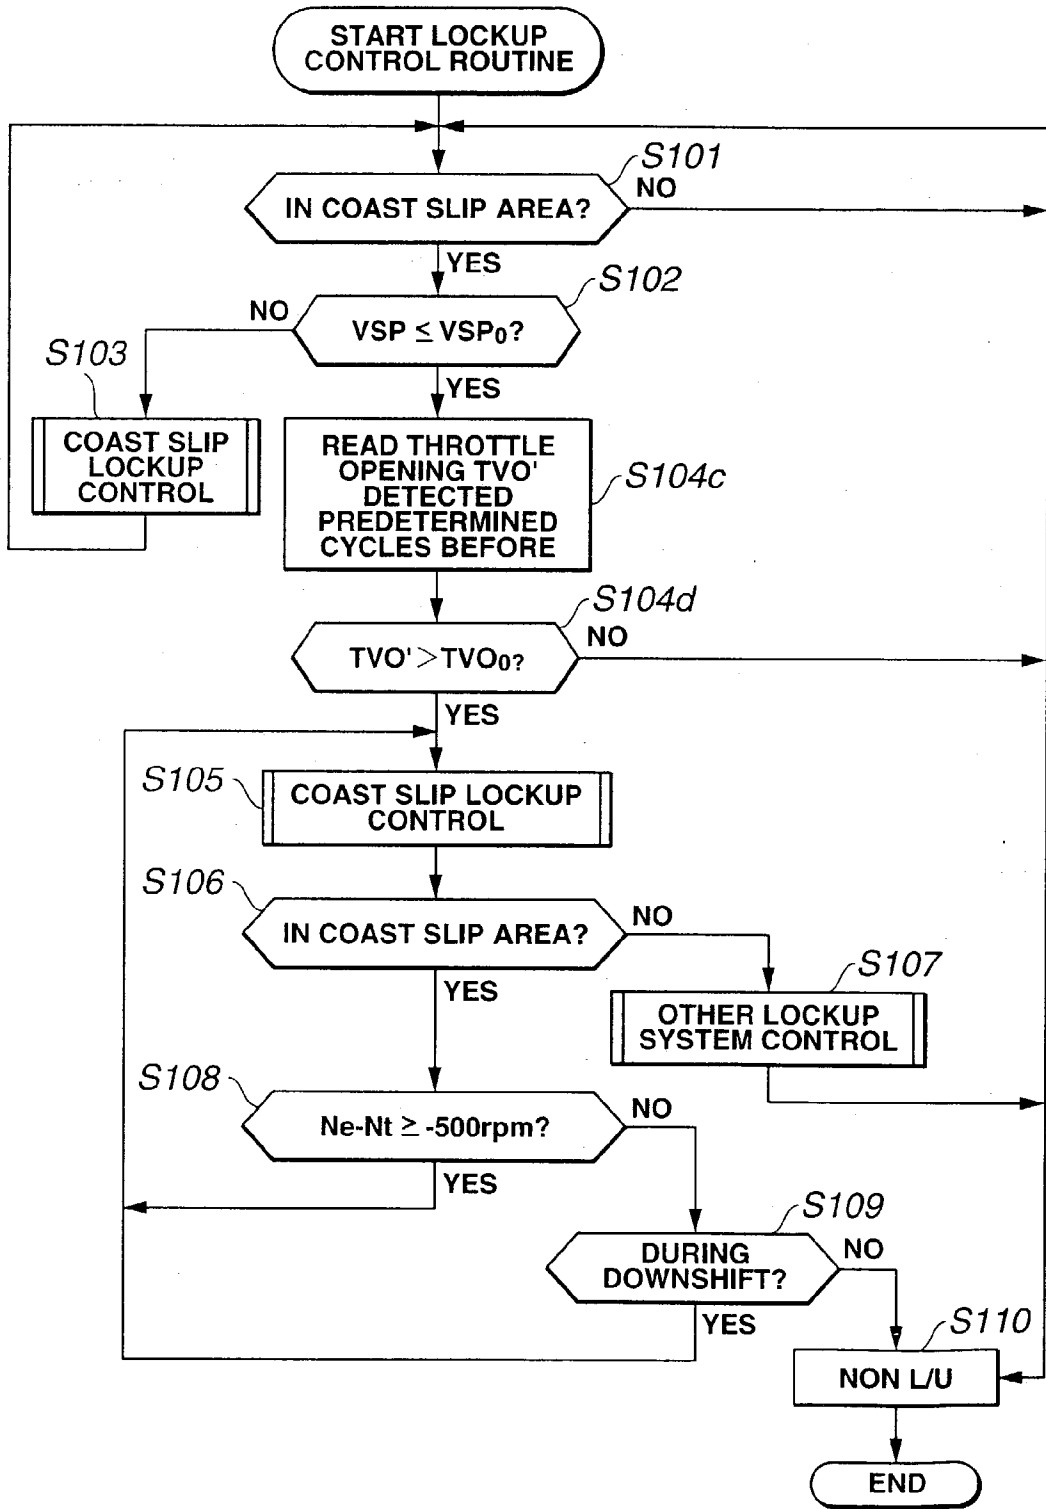 START LOCKUP
CONTROL ROUTINE
S101
IN COAST SLIP AREA?
NO
YES
S102
NO
VSP ≤ VSP0?
S103
YES
COAST SLIP
LOCKUP
CONTROL
READ THROTTLE
OPENING TVO'
DETECTED
PREDETERMINED
CYCLES BEFORE
S104c
S104d
TVO' > TVO0?
NO
YES
S105
COAST SLIP LOCKUP
CONTROL
S106
IN COAST SLIP AREA?
NO
YES
S107
OTHER LOCKUP
SYSTEM CONTROL
S108
Ne-Nt ≥ -500rpm?
NO
YES
S109
DURING
DOWNSHIFT?
NO
YES
S110
NON L/U
END